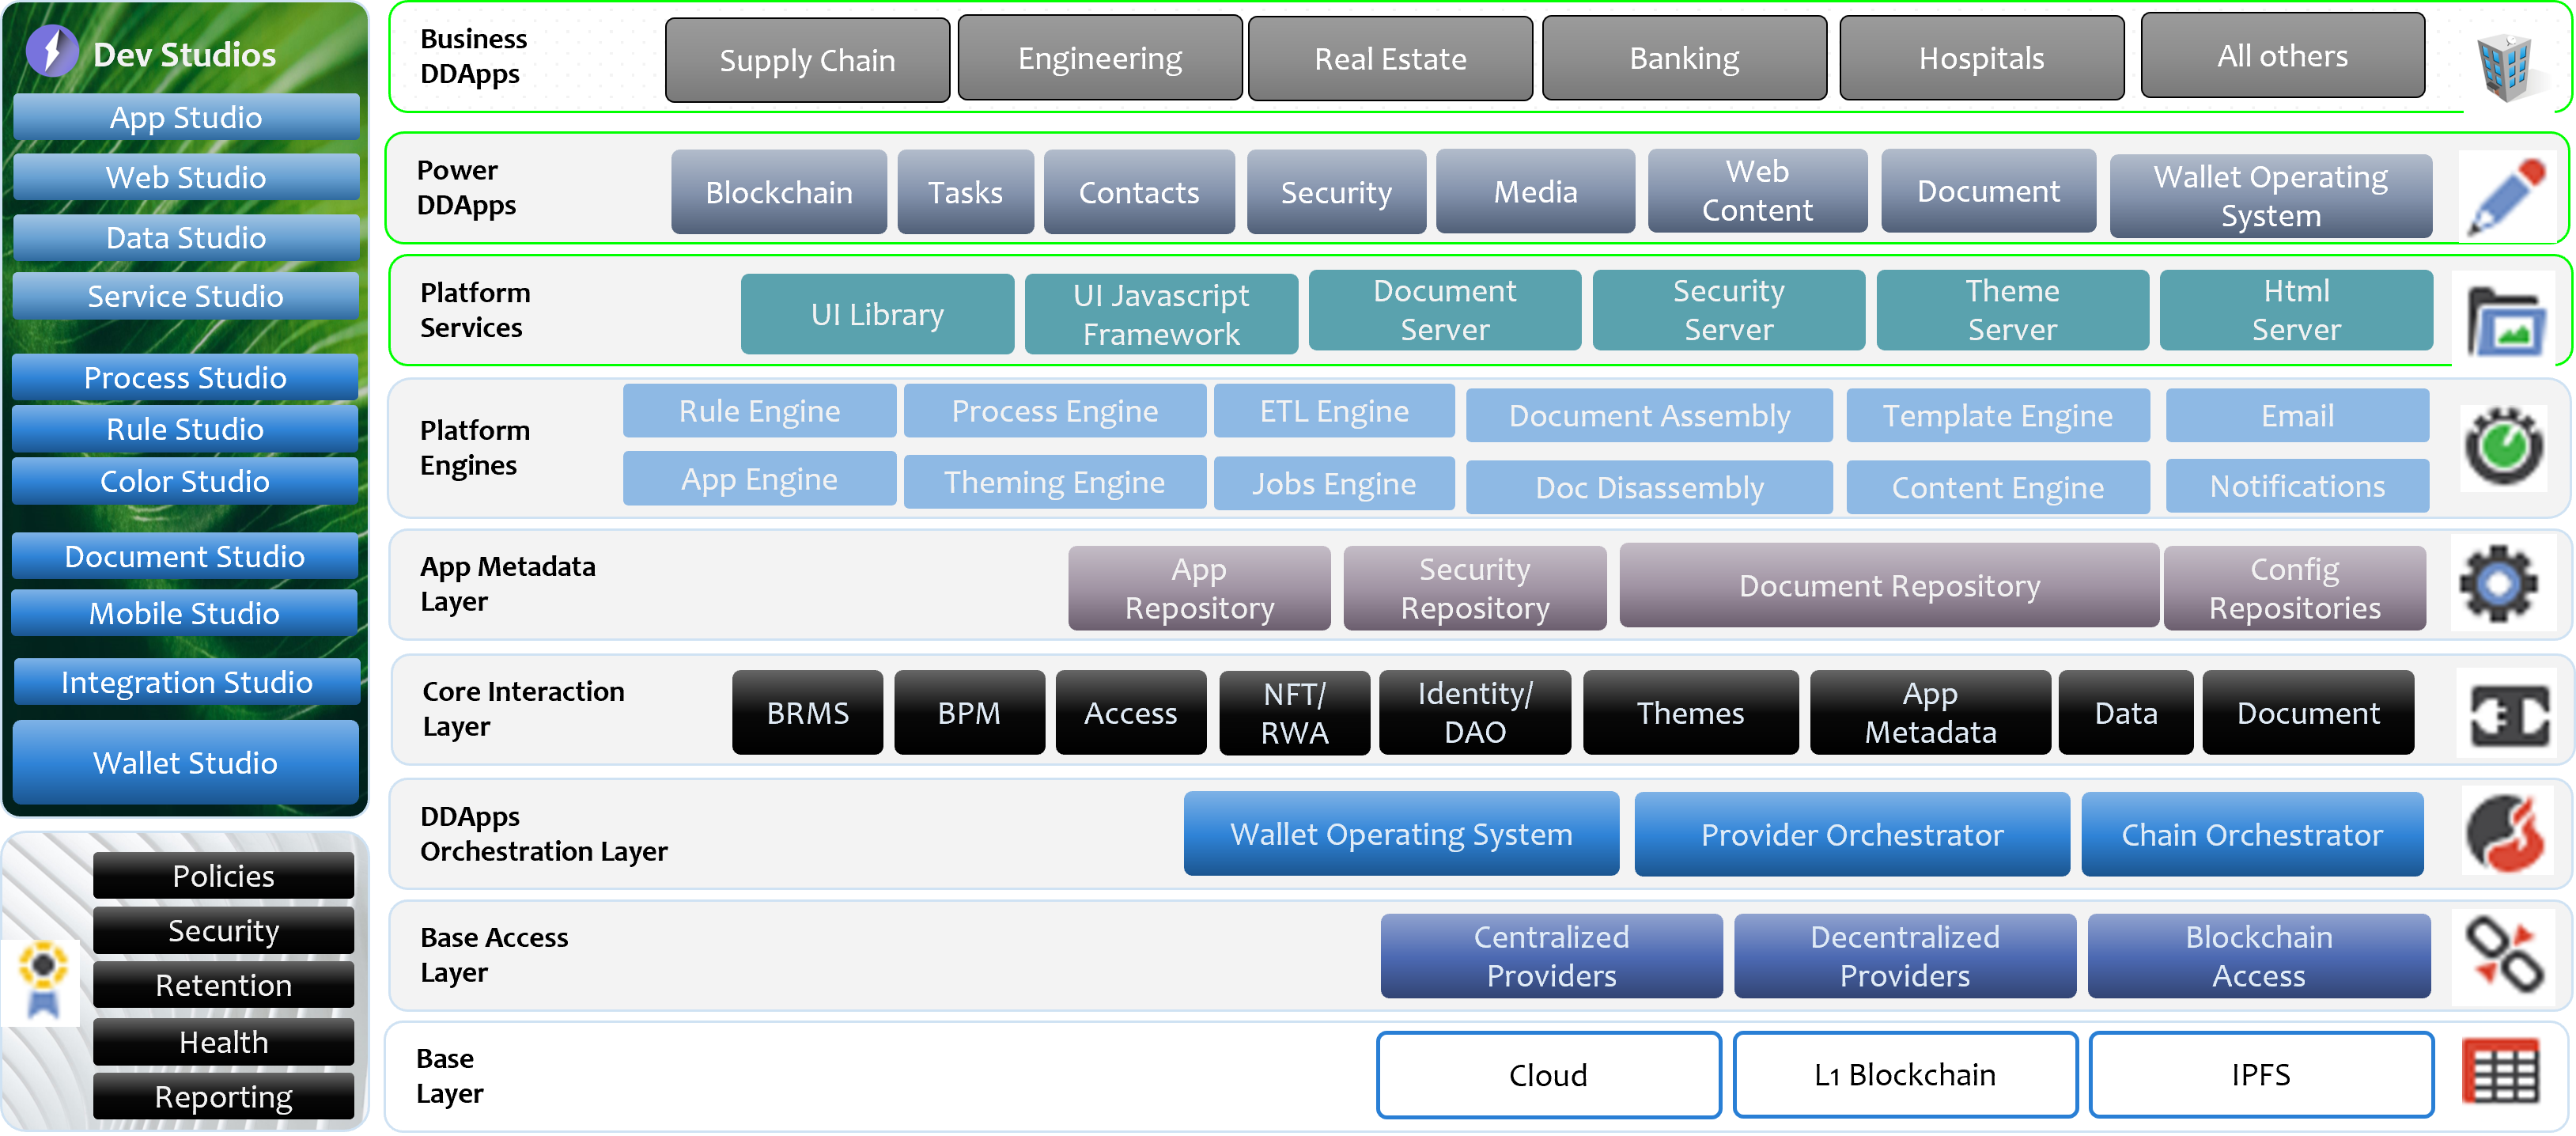 Dev Studios
App Studio
Web Studio
Data Studio
Service Studio
Process Studio
Rule Studio
Color Studio
Document Studio
Mobile Studio
Integration Studio
Wallet Studio
Policies
Security
Retention
Health
Reporting
Business
DDApps
Supply Chain
Engineering
Real Estate
Banking
Hospitals
All others
Power
DDApps
Blockchain
Tasks
Contacts
Security
Media
Web
Content
Document
Wallet Operating
System
Platform
Services
UI Library
UI Javascript
Framework
Document
Server
Security
Server
Theme
Server
Html
Server
Platform
Engines
Rule Engine
Process Engine
ETL Engine
Document Assembly
Template Engine
Email
App Engine
Theming Engine
Jobs Engine
Doc Disassembly
Content Engine
Notifications
App Metadata
Layer
App
Repository
Security
Repository
Document Repository
Config
Repositories
Core Interaction
Layer
BRMS
BPM
Access
NFT/
RWA
Identity/
DAO
Themes
App
Metadata
Data
Document
DDApps
Orchestration Layer
Wallet Operating System
Provider Orchestrator
Chain Orchestrator
Base Access
Layer
Centralized
Providers
Decentralized
Providers
Blockchain
Access
Base
Layer
Cloud
L1 Blockchain
IPFS